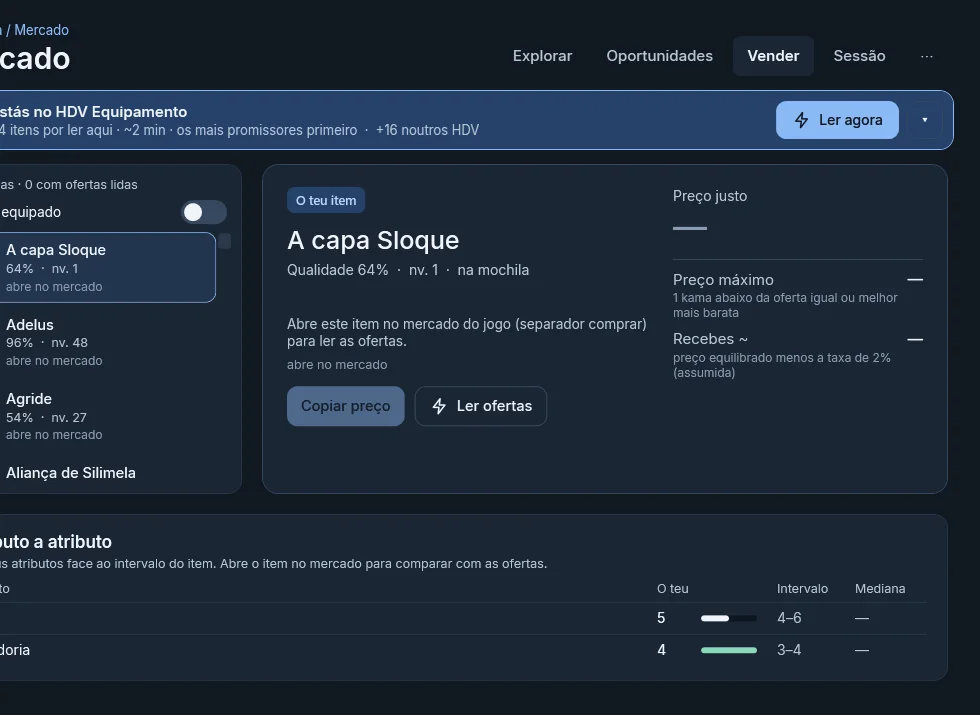 / Mercado
cado
Explorar
Oportunidades
Vender
Sessão
...
stás no HDV Equipamento
4 itens por ler aqui · ~2 min · os mais promissores primeiro · +16 noutros HDV
Ler agora
as · 0 com ofertas lidas
equipado
A capa Sloque
64% · nv. 1
abre no mercado
Adelus
96% · nv. 48
abre no mercado
Agride
54% · nv. 27
abre no mercado
Aliança de Silimela
O teu item
A capa Sloque
Qualidade 64% · nv. 1 · na mochila
Abre este item no mercado do jogo (separador comprar)
para ler as ofertas.
abre no mercado
Copiar preço
Ler ofertas
Preço justo
—
Preço máximo —
1 kama abaixo da oferta igual ou melhor
mais barata
Recebes ~ —
preço equilibrado menos a taxa de 2%
(assumida)
buto a atributo
s atributos face ao intervalo do item. Abre o item no mercado para comparar com as ofertas.
to O teu Intervalo Mediana
5 4–6 —
doria 4 3–4 —